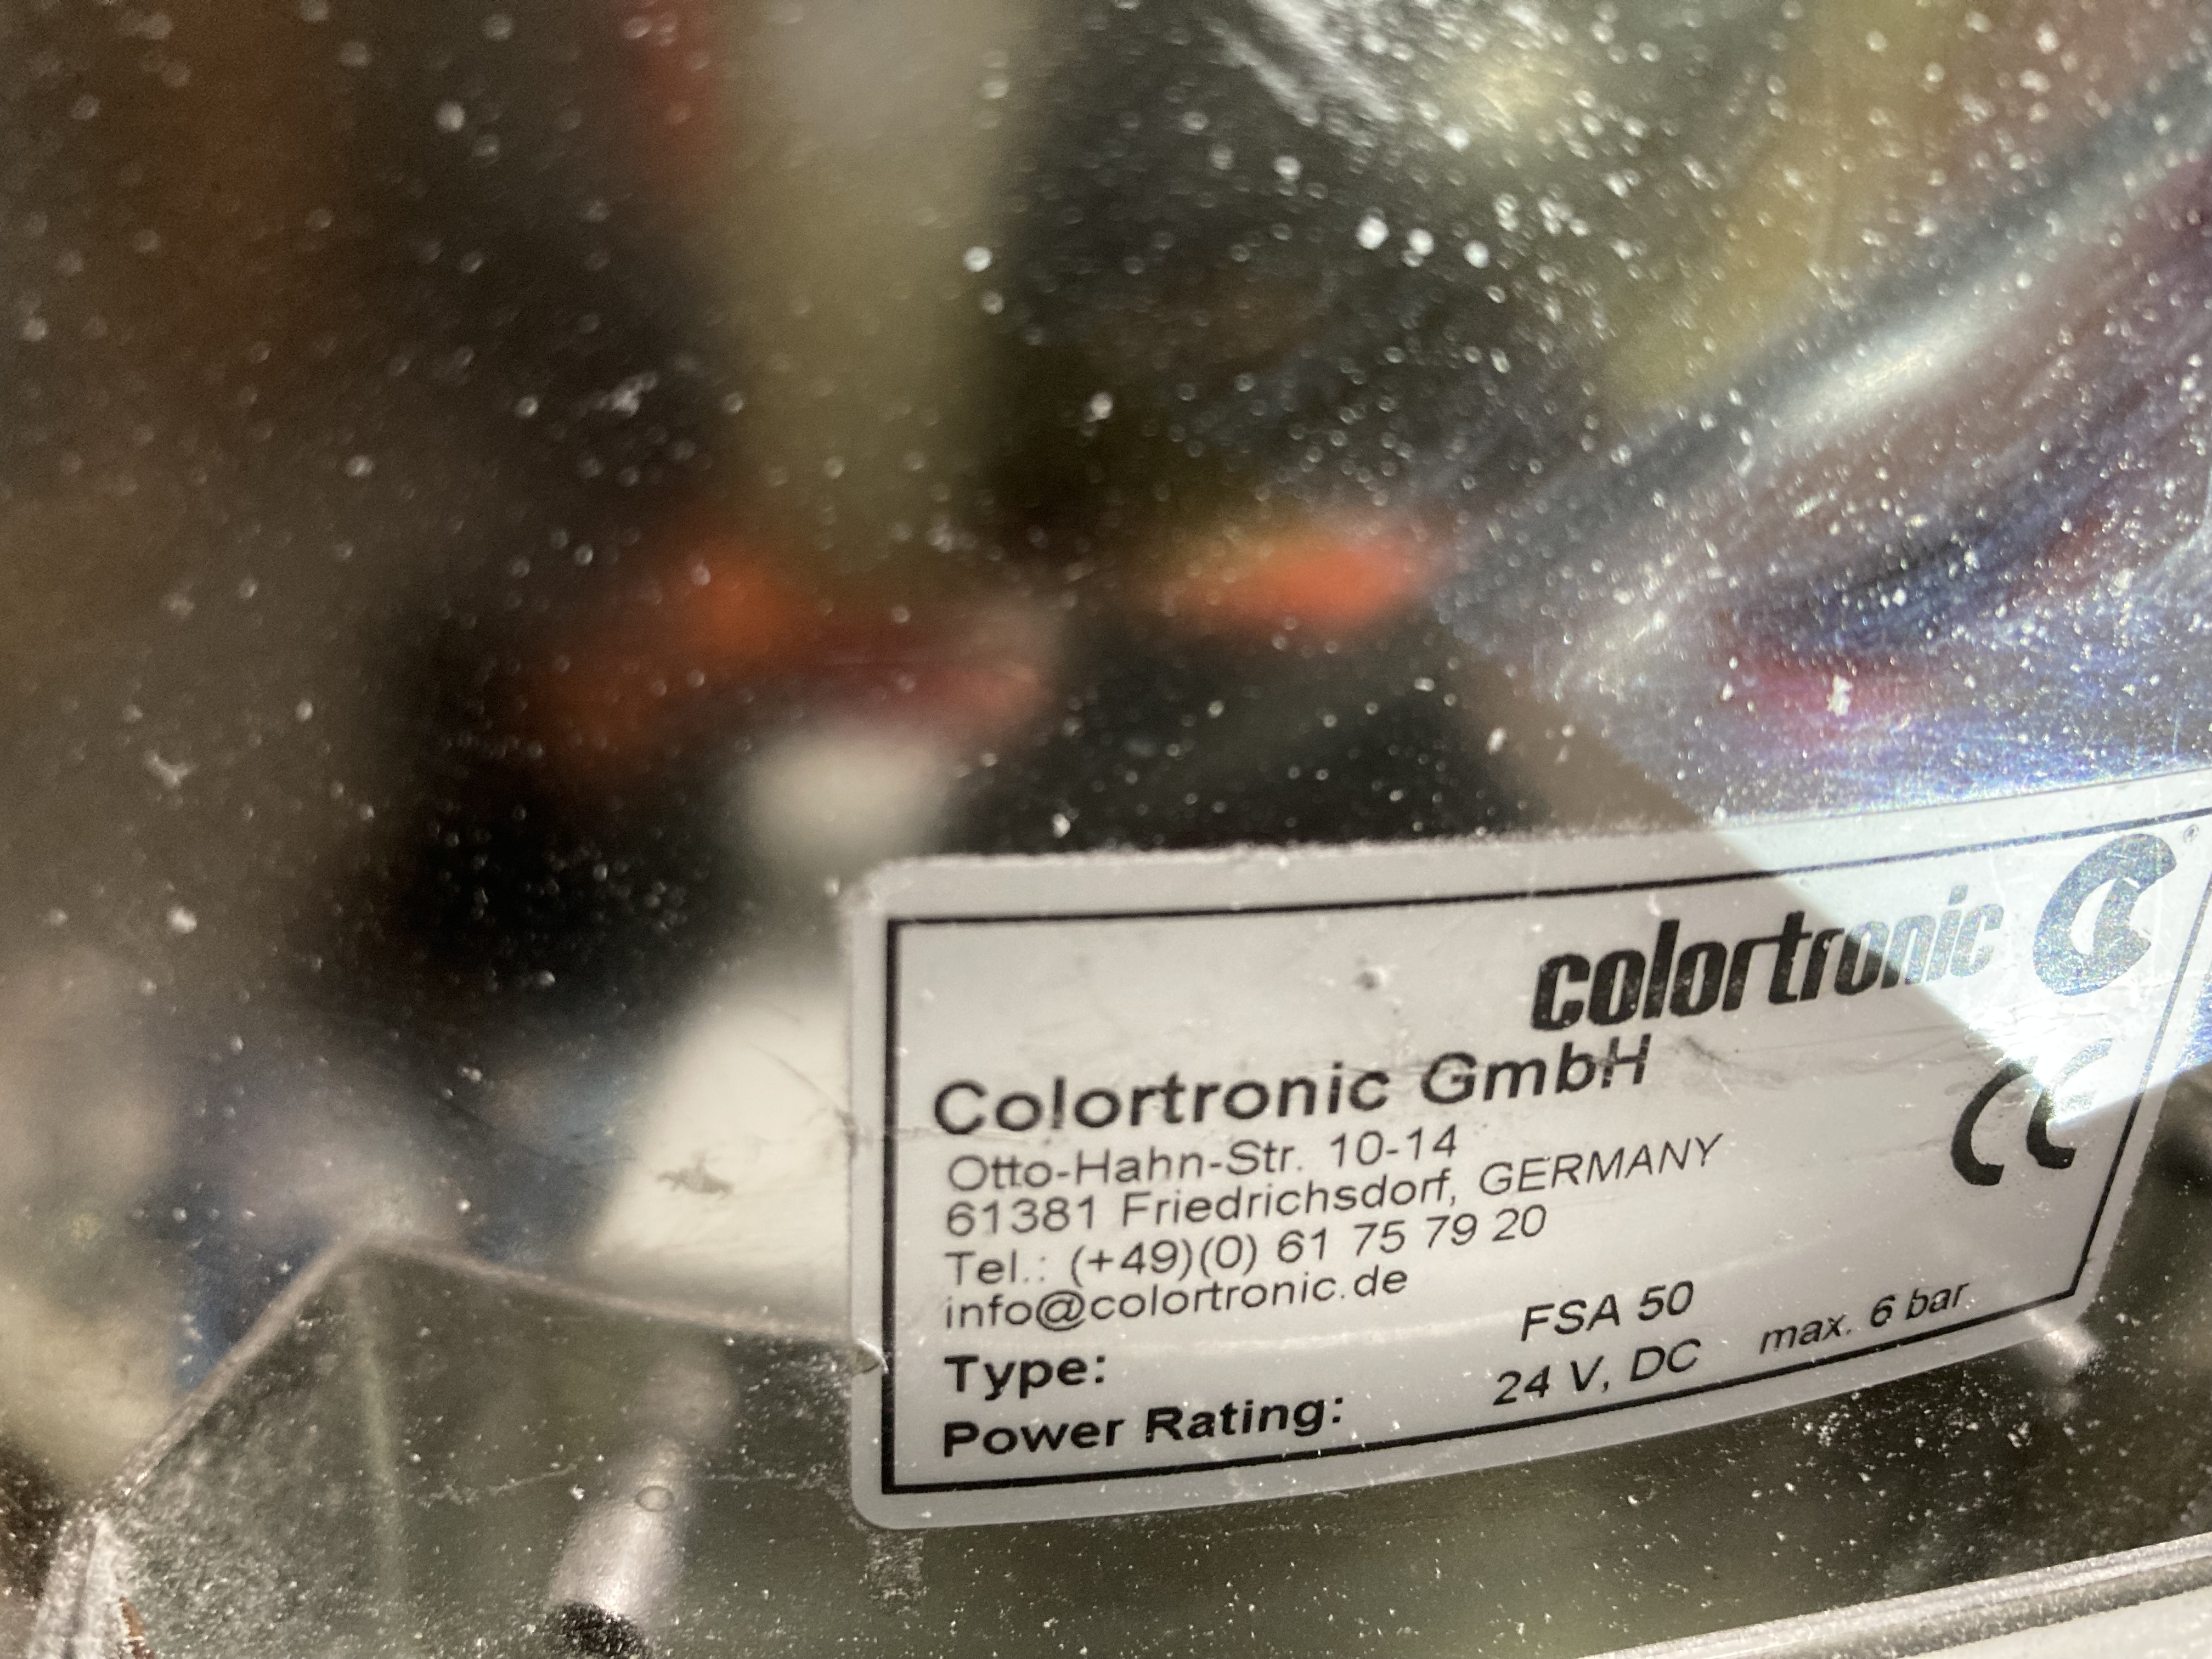 colortronic
Colortronic GmbH
Otto-Hahn-Str. 10-14
61381 Friedrichsdorf, GERMANY
Tel.: (+49)(0) 61 75 79 20
info@colortronic.de
CE
Type: FSA 50
Power Rating: 24 V, DC max. 6 bar